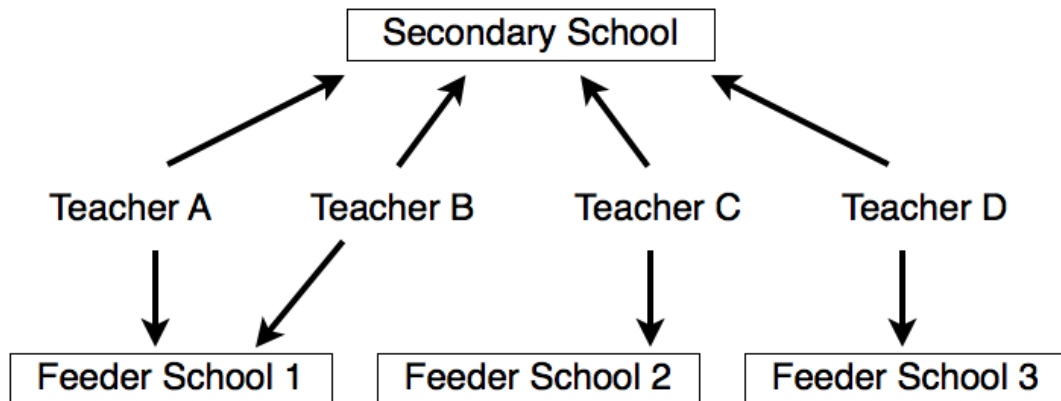 Secondary School
Teacher A
Teacher B
Teacher C
Teacher D
Feeder School 1
Feeder School 2
Feeder School 3